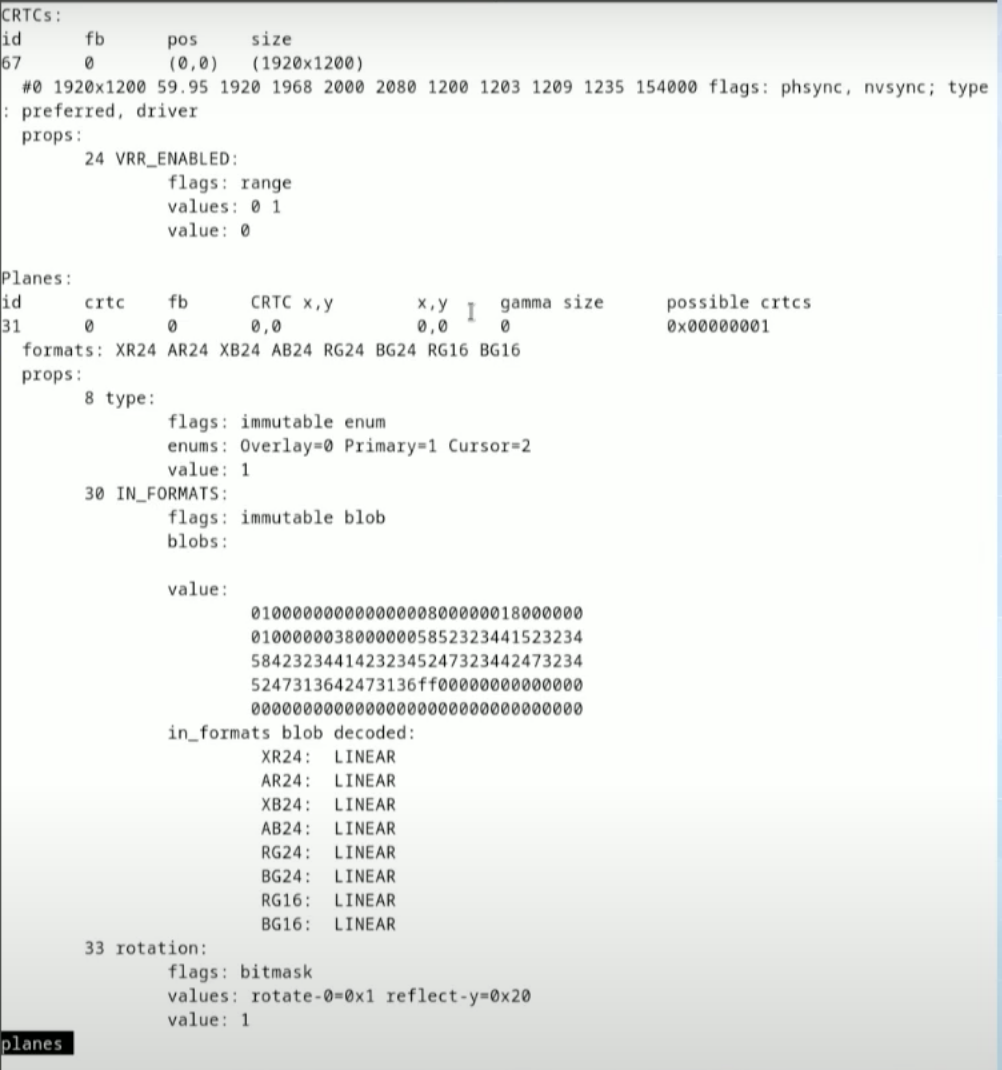 CRTCs:
id fb pos size
67 0 (0,0) (1920x1200)
#0 1920x1200 59.95 1920 1968 2000 2080 1200 1203 1209 1235 154000 flags: phsync, nvsync; type
: preferred, driver
props:
24 VRR_ENABLED:
flags: range
values: 0 1
value: 0
Planes:
id crtc fb CRTC x,y x,y gamma size possible crtcs
31 0 0 0,0 0,0 0 0x00000001
formats: XR24 AR24 XB24 AB24 RG24 BG24 RG16 BG16
props:
8 type:
flags: immutable enum
enums: Overlay=0 Primary=1 Cursor=2
value: 1
30 IN_FORMATS:
flags: immutable blob
blobs:
value:
01000000000000000800000018000000
01000000380000005852323441523234
58423234414232345247323442473234
5247313642473136ff00000000000000
00000000000000000000000000000000
in_formats blob decoded:
XR24: LINEAR
AR24: LINEAR
XB24: LINEAR
AB24: LINEAR
RG24: LINEAR
BG24: LINEAR
RG16: LINEAR
BG16: LINEAR
33 rotation:
flags: bitmask
values: rotate-0=0x1 reflect-y=0x20
value: 1
planes